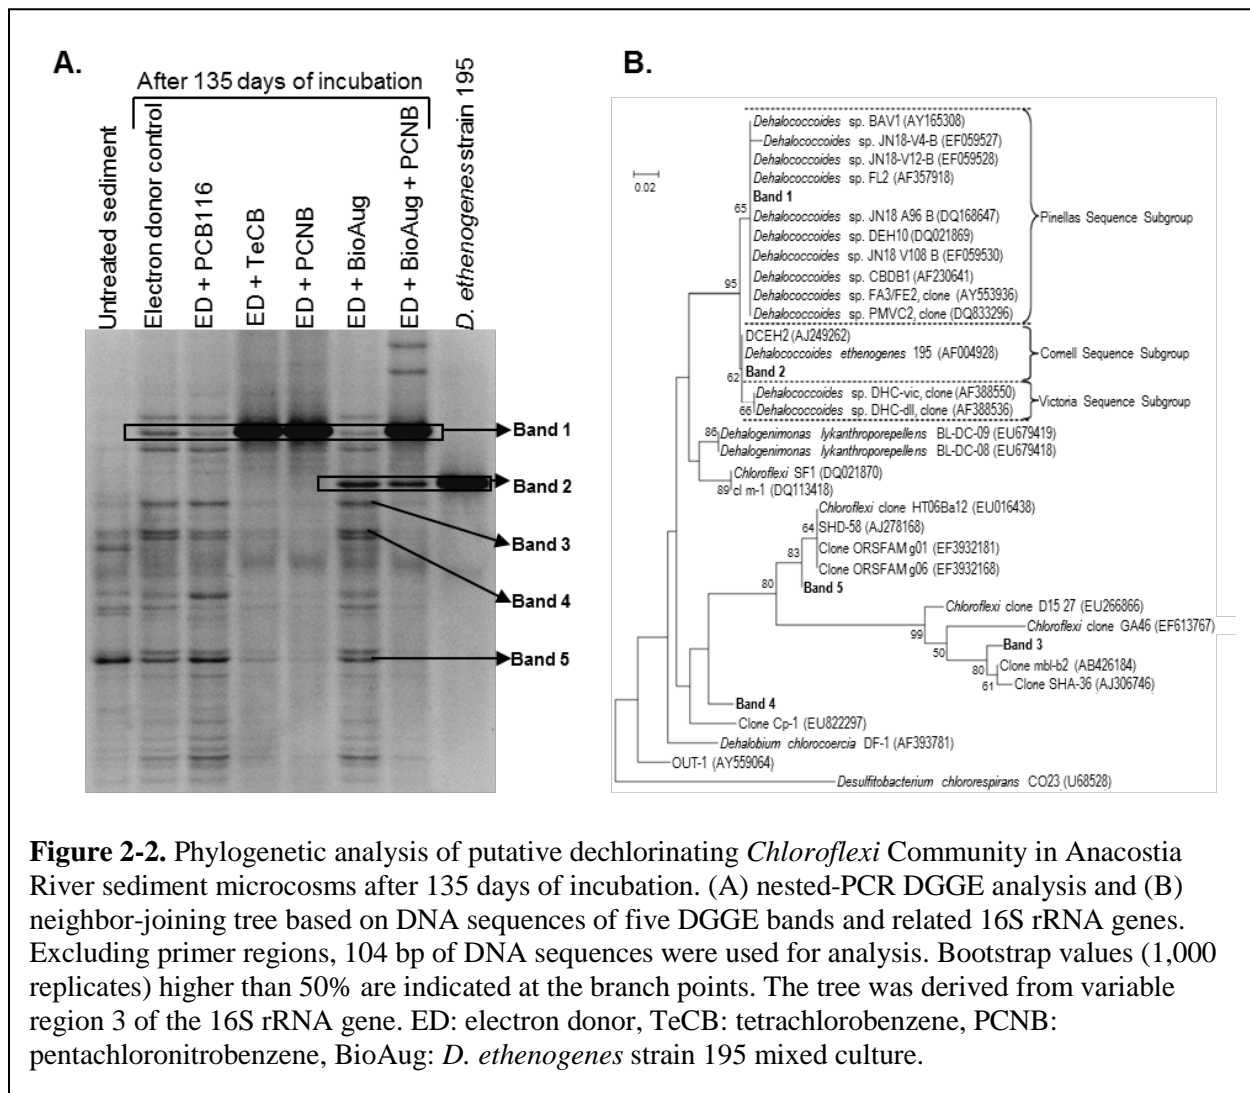 A.
After 135 days of incubation
Untreated sediment
Electron donor control
ED + PCB116
ED + TeCB
ED + PCNB
ED + BioAug
ED + BioAug + PCNB
D. ethenogenes strain 195
Band 1
Band 2
Band 3
Band 4
Band 5
B.
0.02
Dehalococcoides sp. BAV1 (AY165308)
Dehalococcoides sp. JN18-V4-B (EF059527)
Dehalococcoides sp. JN18-V12-B (EF059528)
Dehalococcoides sp. FL2 (AF357918)
Band 1
65
Dehalococcoides sp. JN18 A96 B (DQ168647)
Pinellas Sequence Subgroup
Dehalococcoides sp. DEH10 (DQ021869)
Dehalococcoides sp. JN18 V108 B (EF059530)
Dehalococcoides sp. CBDB1 (AF230641)
95
Dehalococcoides sp. FA3/FE2, clone (AY553936)
Dehalococcoides sp. PMVC2, clone (DQ833296)
DCEH2 (AJ249262)
Dehalococcoides ethenogenes 195 (AF004928)
Cornell Sequence Subgroup
Band 2
62
Dehalococcoides sp. DHC-vic, clone (AF388550)
Victoria Sequence Subgroup
66
Dehalococcoides sp. DHC-dll, clone (AF388536)
86
Dehalogenimonas lykanthroporepellens BL-DC-09 (EU679419)
Dehalogenimonas lykanthroporepellens BL-DC-08 (EU679418)
Chloroflexi SF1 (DQ021870)
89
cl m-1 (DQ113418)
Chloroflexi clone HT06Ba12 (EU016438)
64
SHD-58 (AJ278168)
83
Clone ORSFAM g01 (EF3932181)
Clone ORSFAM g06 (EF3932168)
80
Band 5
Chloroflexi clone D15 27 (EU266866)
Chloroflexi clone GA46 (EF613767)
99
Band 3
50
80
Clone mbl-b2 (AB426184)
61
Clone SHA-36 (AJ306746)
Band 4
Clone Cp-1 (EU822297)
Dehalobium chlorocoercia DF-1 (AF393781)
OUT-1 (AY559064)
Desulfitobacterium chlororespirans CO23 (U68528)
Figure 2-2. Phylogenetic analysis of putative dechlorinating Chloroflexi Community in Anacostia
River sediment microcosms after 135 days of incubation. (A) nested-PCR DGGE analysis and (B)
neighbor-joining tree based on DNA sequences of five DGGE bands and related 16S rRNA genes.
Excluding primer regions, 104 bp of DNA sequences were used for analysis. Bootstrap values (1,000
replicates) higher than 50% are indicated at the branch points. The tree was derived from variable
region 3 of the 16S rRNA gene. ED: electron donor, TeCB: tetrachlorobenzene, PCNB:
pentachloronitrobenzene, BioAug: D. ethenogenes strain 195 mixed culture.